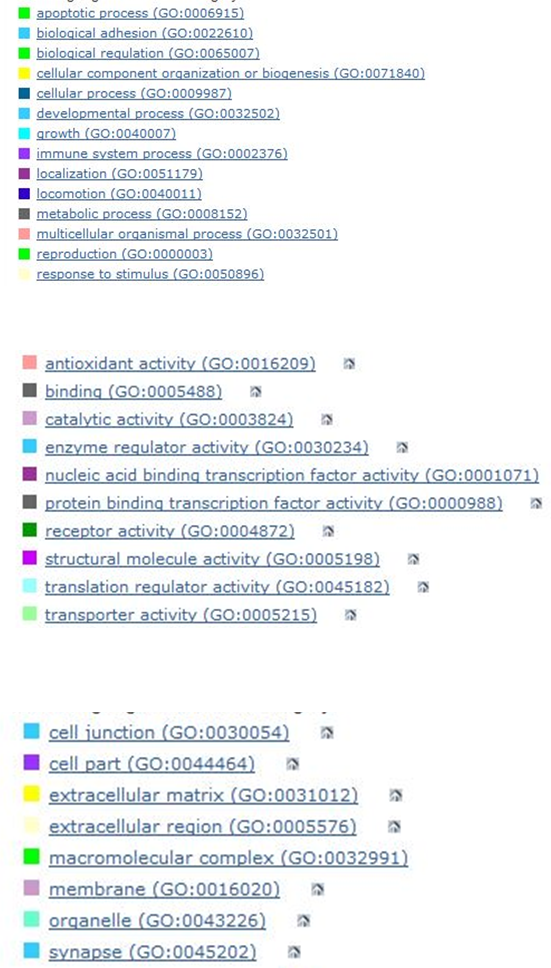 apoptotic process (GO:0006915)
biological adhesion (GO:0022610)
biological regulation (GO:0065007)
cellular component organization or biogenesis (GO:0071840)
cellular process (GO:0009987)
developmental process (GO:0032502)
growth (GO:0040007)
immune system process (GO:0002376)
localization (GO:0051179)
locomotion (GO:0040011)
metabolic process (GO:0008152)
multicellular organismal process (GO:0032501)
reproduction (GO:0000003)
response to stimulus (GO:0050896)
antioxidant activity (GO:0016209)
binding (GO:0005488)
catalytic activity (GO:0003824)
enzyme regulator activity (GO:0030234)
nucleic acid binding transcription factor activity (GO:0001071)
protein binding transcription factor activity (GO:0000988)
receptor activity (GO:0004872)
structural molecule activity (GO:0005198)
translation regulator activity (GO:0045182)
transporter activity (GO:0005215)
cell junction (GO:0030054)
cell part (GO:0044464)
extracellular matrix (GO:0031012)
extracellular region (GO:0005576)
macromolecular complex (GO:0032991)
membrane (GO:0016020)
organelle (GO:0043226)
synapse (GO:0045202)